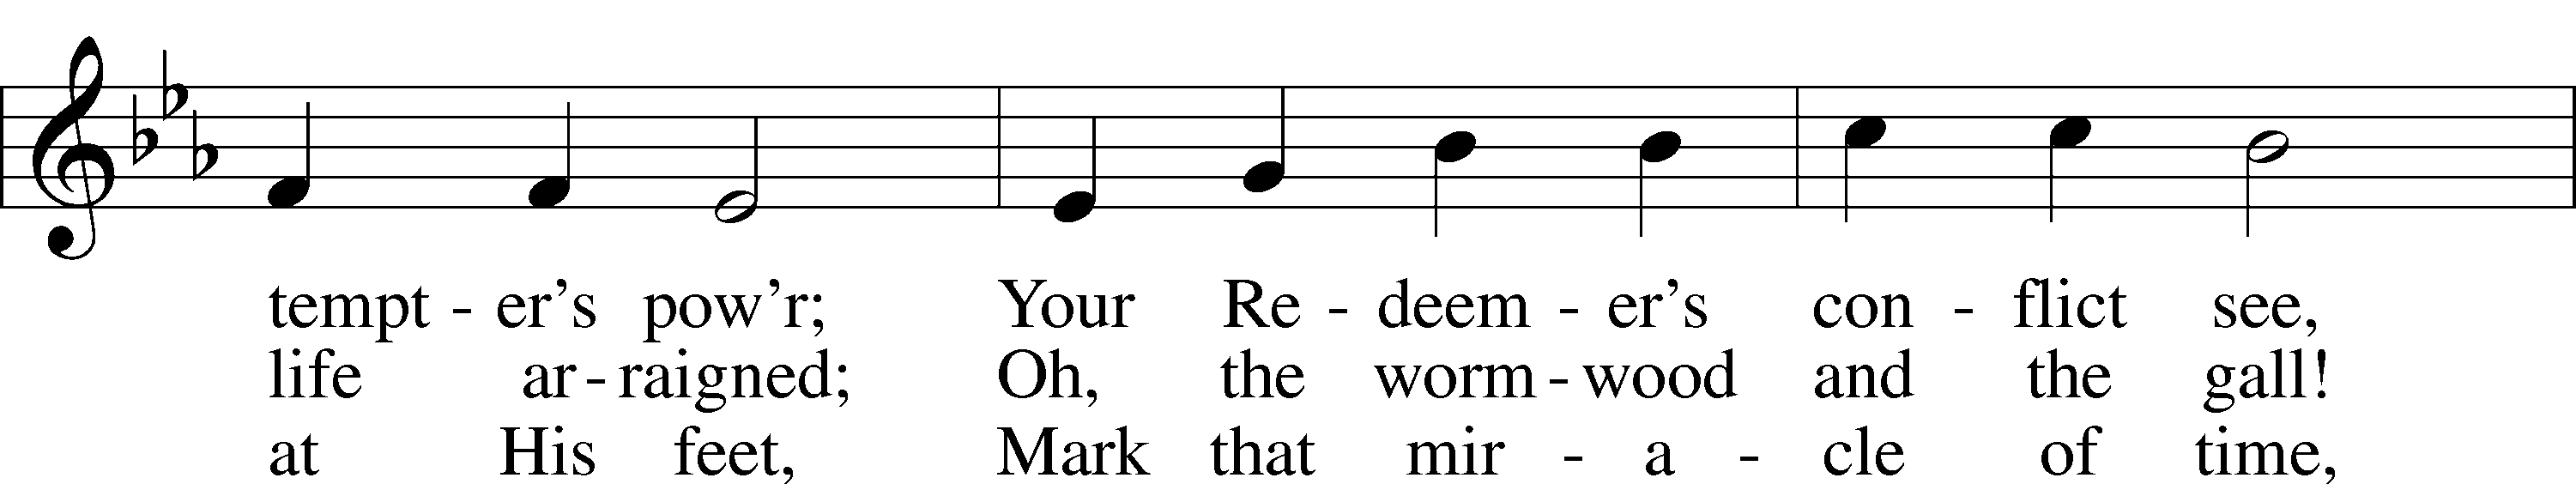 tempt - er's pow'r; Your Re - deem - er's con - flict see,
life ar - raigned; Oh, the worm - wood and the gall!
at His feet, Mark that mir - a - cle of time,